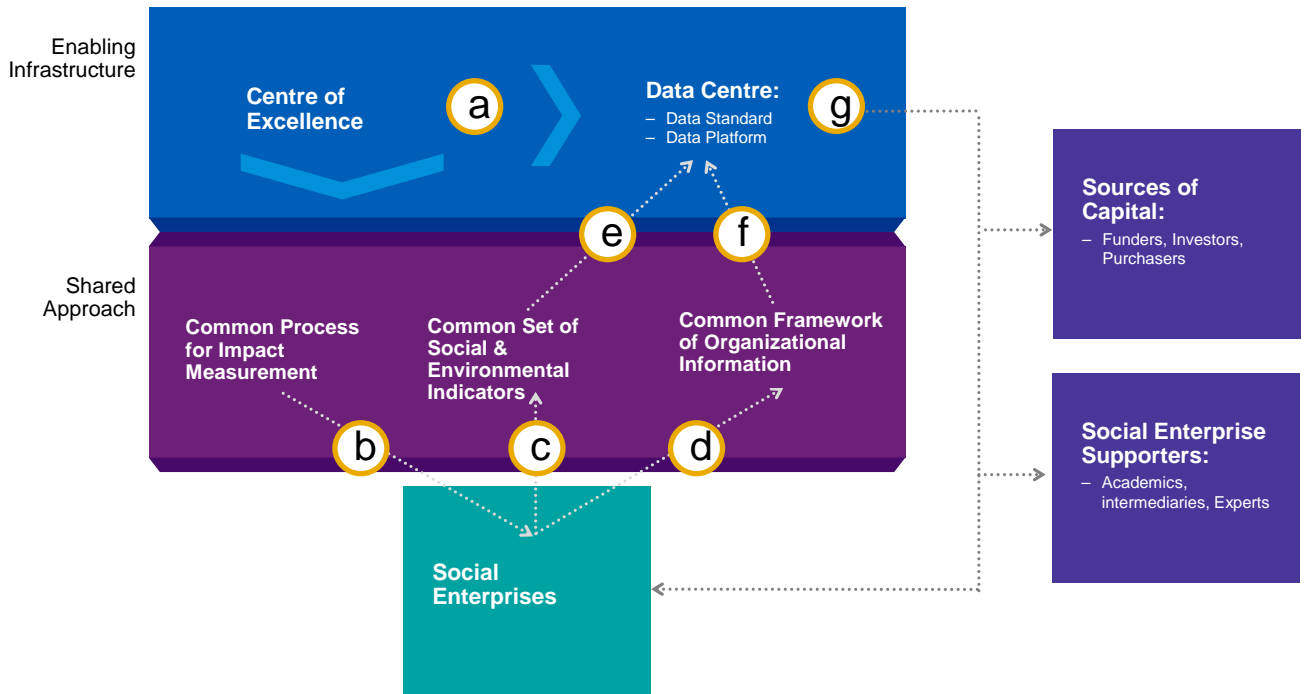 Enabling
Infrastructure
Centre of
Excellence
a
Data Centre:
– Data Standard
– Data Platform
g
Sources of
Capital:
– Funders, Investors,
Purchasers
e
f
Shared
Approach
Common Process
for Impact
Measurement
Common Set of
Social &
Environmental
Indicators
Common Framework
of Organizational
Information
b
c
d
Social Enterprise
Supporters:
– Academics,
intermediaries, Experts
Social
Enterprises